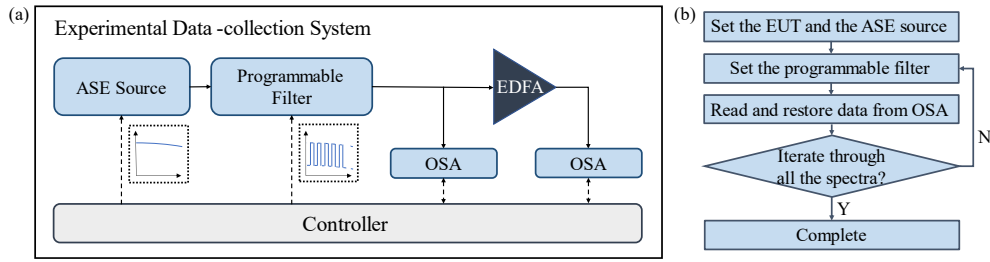 (a)
Experimental Data -collection System
ASE Source
Programmable
Filter
EDFA
OSA
OSA
Controller
(b)
Set the EUT and the ASE source
Set the programmable filter
Read and restore data from OSA
Iterate through
all the spectra?
N
Y
Complete